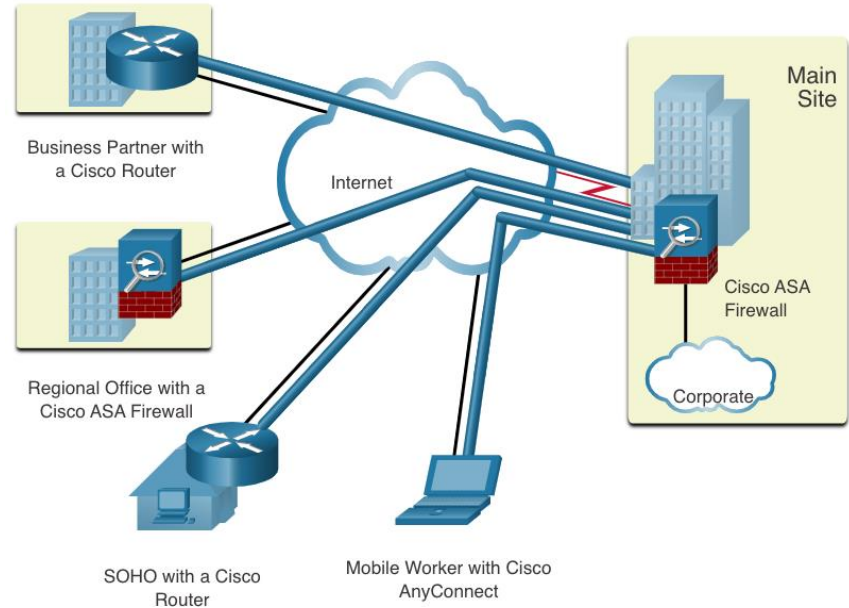 Main
Site
Business Partner with
a Cisco Router
Internet
Cisco ASA
Firewall
Regional Office with a
Cisco ASA Firewall
Corporate
SOHO with a Cisco
Router
Mobile Worker with Cisco
AnyConnect